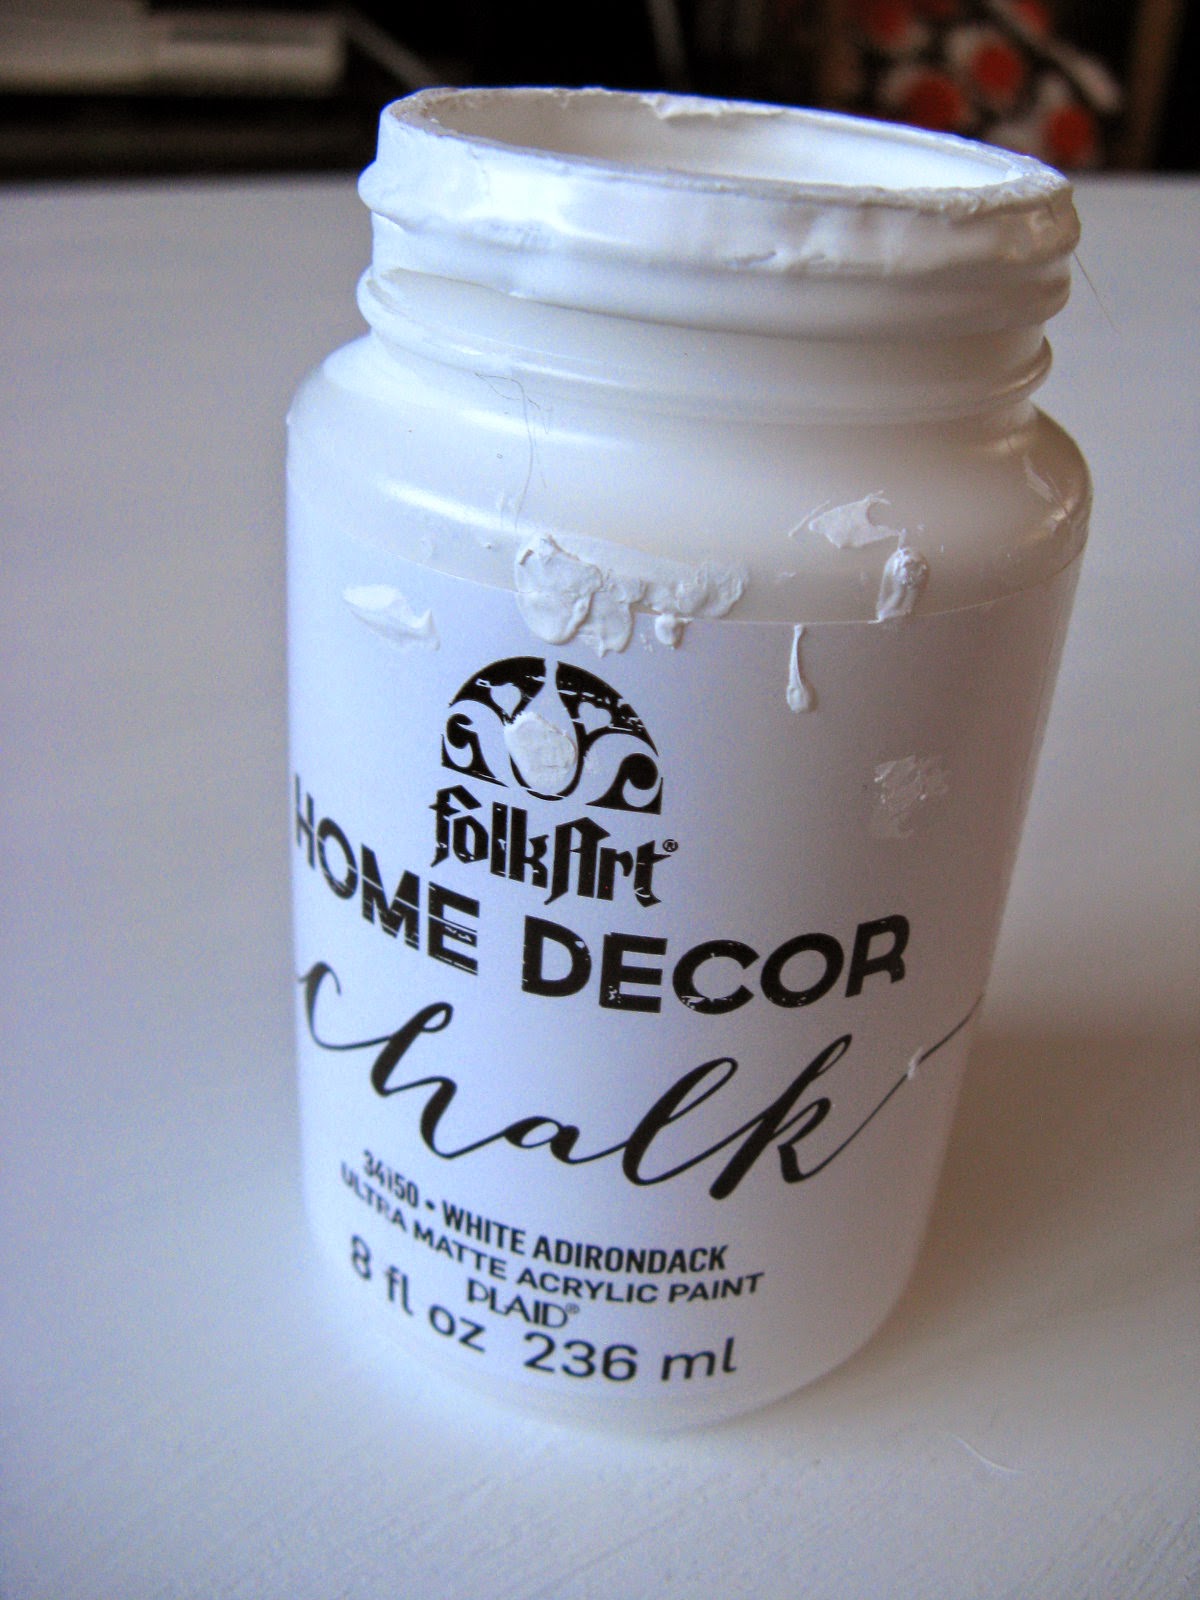 folkArt®
HOME DECOR
chalk
34150 • WHITE ADIRONDACK
ULTRA MATTE ACRYLIC PAINT
PLAID®
8 fl oz 236 ml